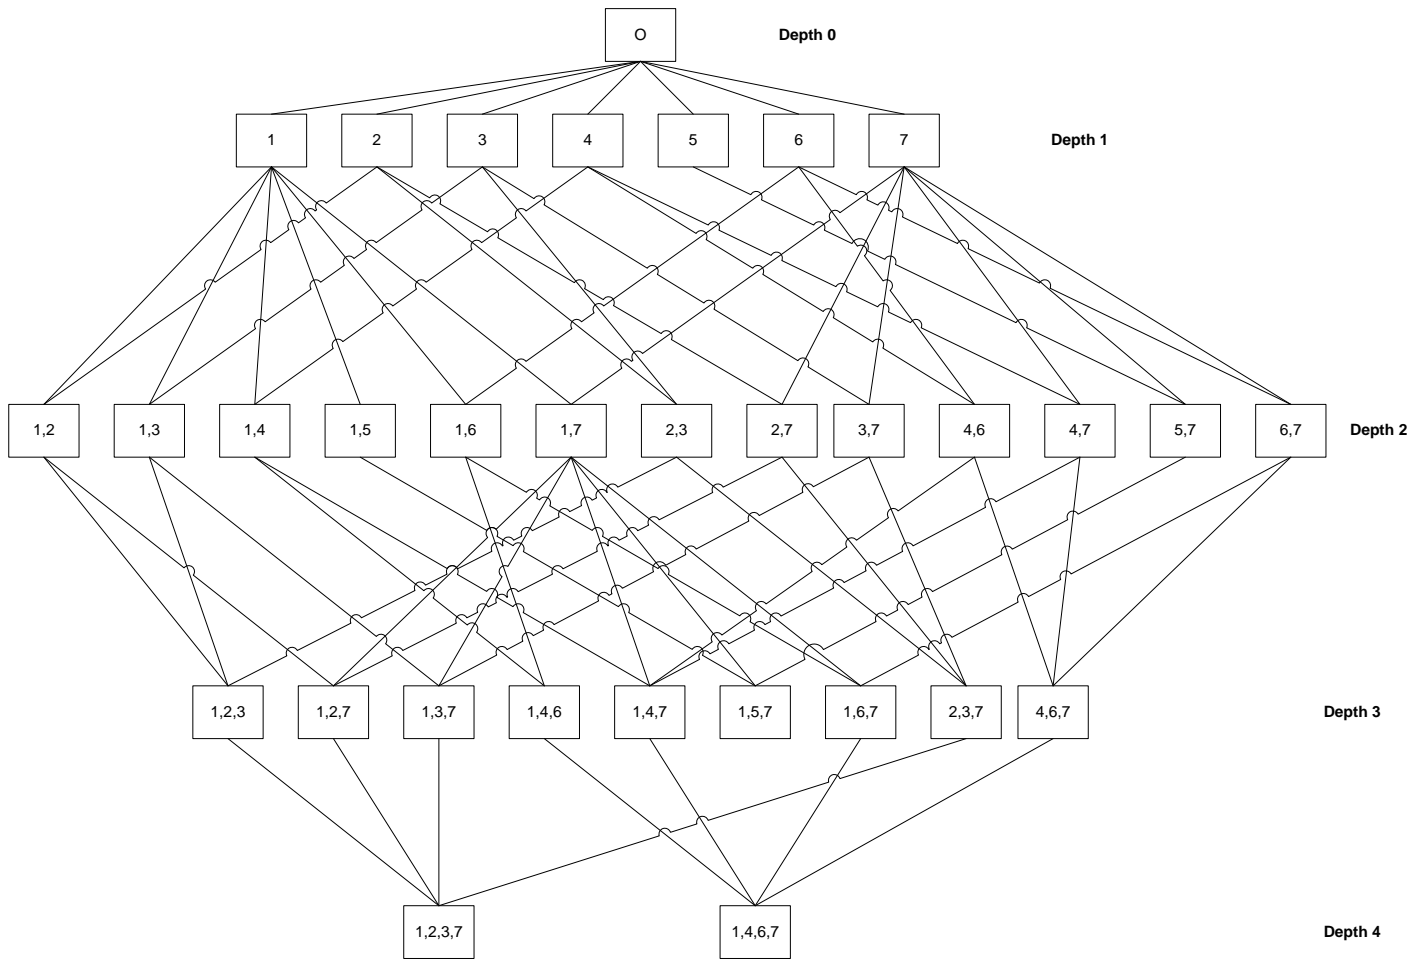 O Depth 0
1 2 3 4 5 6 7 Depth 1
1,2 1,3 1,4 1,5 1,6 1,7 2,3 2,7 3,7 4,6 4,7 5,7 6,7 Depth 2
1,2,3 1,2,7 1,3,7 1,4,6 1,4,7 1,5,7 1,6,7 2,3,7 4,6,7 Depth 3
1,2,3,7 1,4,6,7 Depth 4